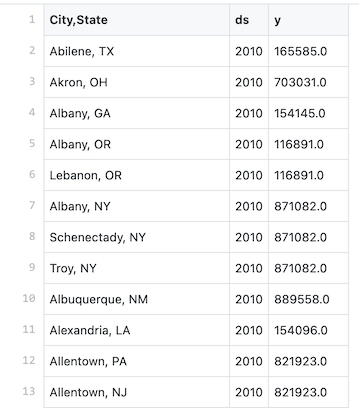 1 City,State ds y
2 Abilene, TX 2010 165585.0
3 Akron, OH 2010 703031.0
4 Albany, GA 2010 154145.0
5 Albany, OR 2010 116891.0
6 Lebanon, OR 2010 116891.0
7 Albany, NY 2010 871082.0
8 Schenectady, NY 2010 871082.0
9 Troy, NY 2010 871082.0
10 Albuquerque, NM 2010 889558.0
11 Alexandria, LA 2010 154096.0
12 Allentown, PA 2010 821923.0
13 Allentown, NJ 2010 821923.0